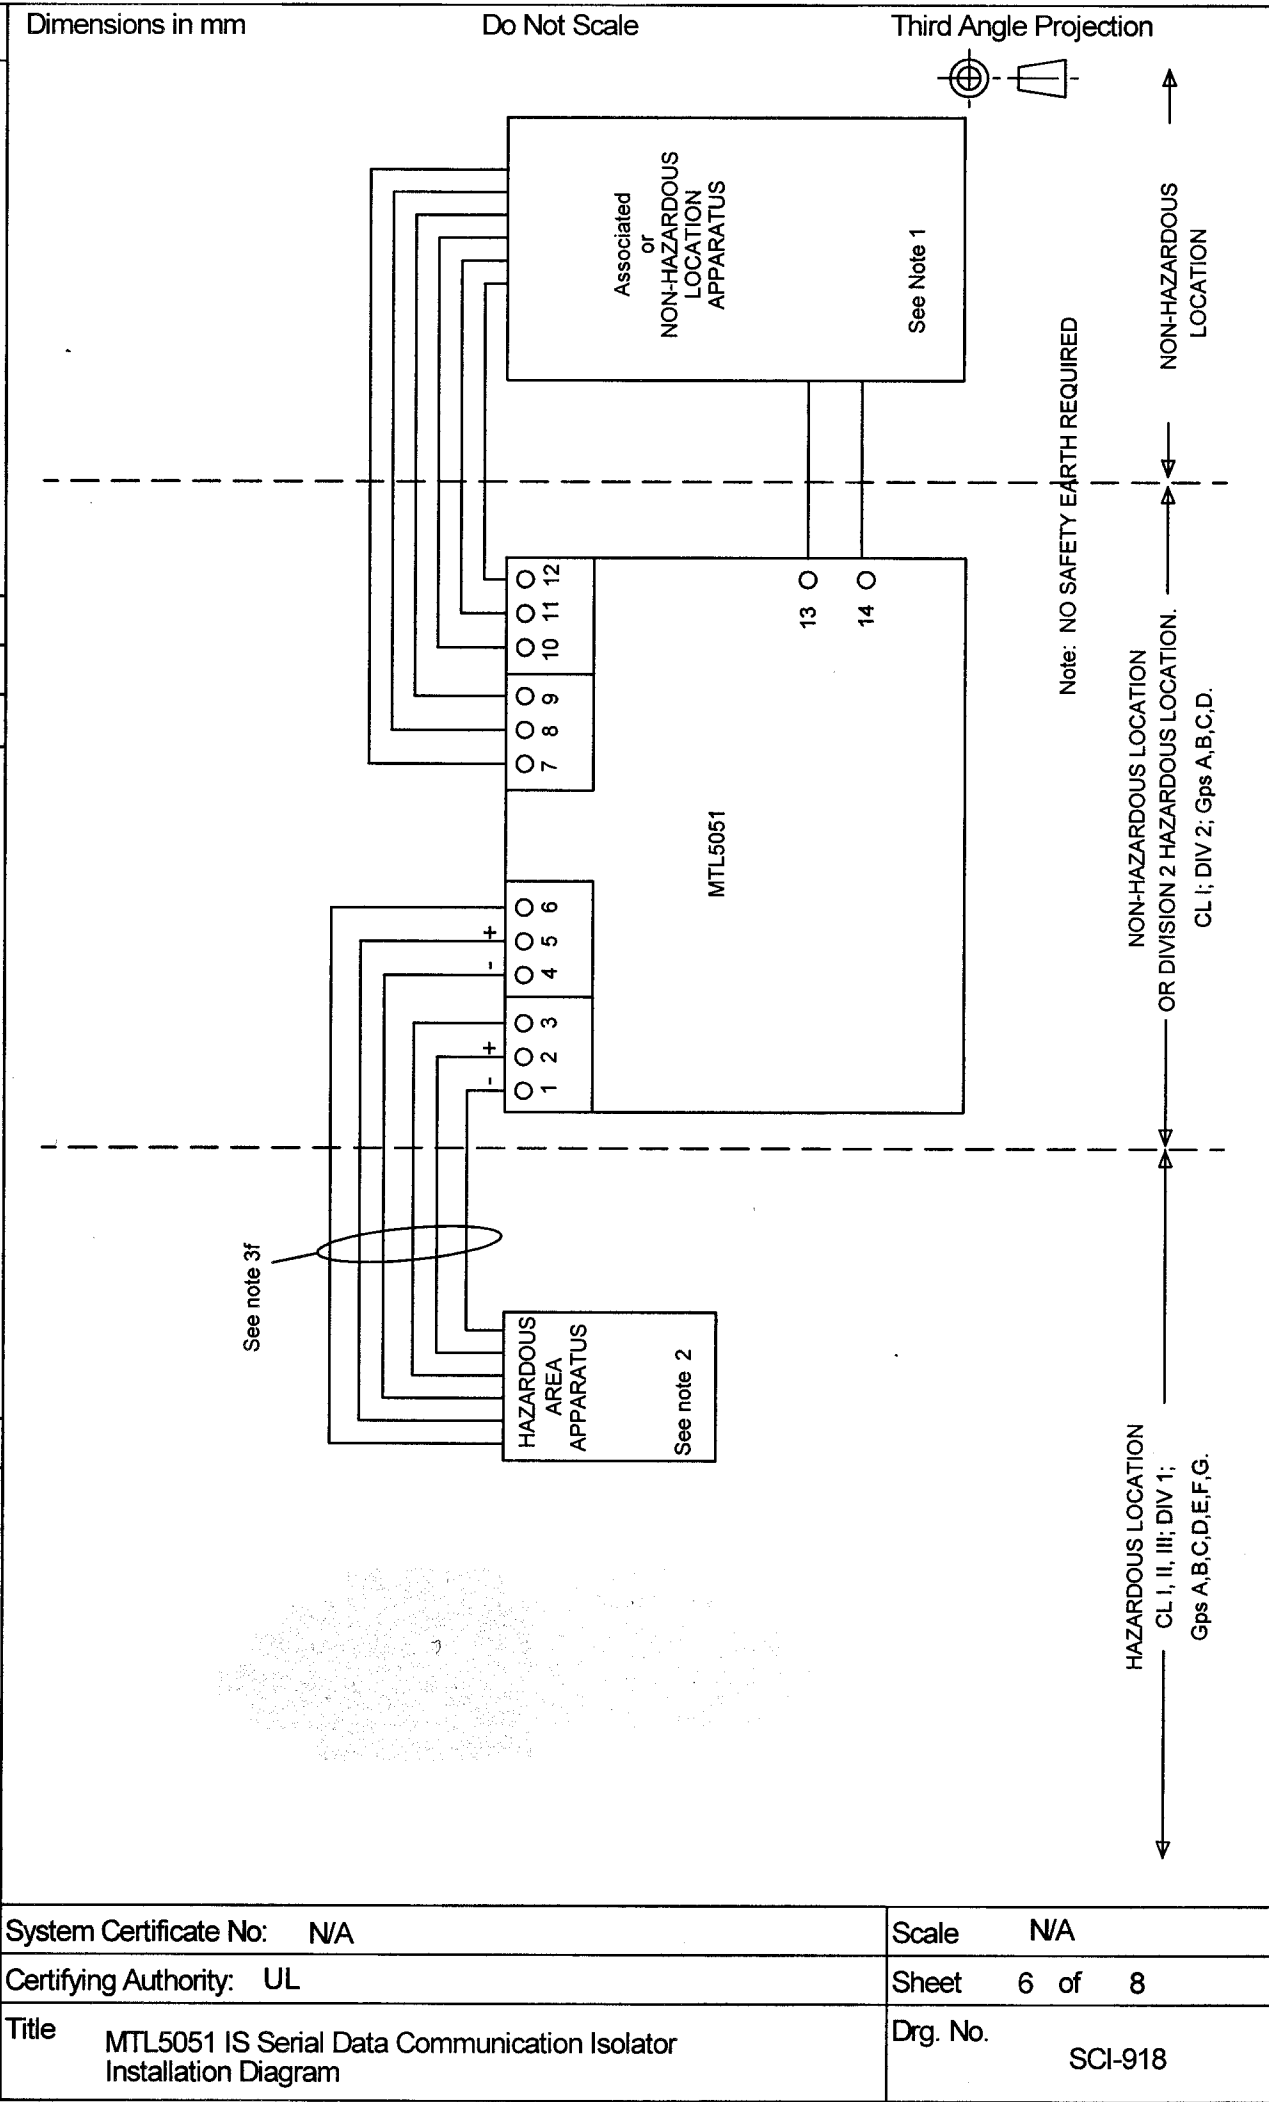 Dimensions in mm
Do Not Scale
Third Angle Projection
Associated
or
NON-HAZARDOUS
LOCATION
APPARATUS
See Note 1
NON-HAZARDOUS
LOCATION
Note: NO SAFETY EARTH REQUIRED
12
11
10
9
8
7
13
14
MTL5051
6
+
5
-
4
3
+
2
-
1
NON-HAZARDOUS LOCATION
OR DIVISION 2 HAZARDOUS LOCATION.
CL I; DIV 2; Gps A,B,C,D.
See note 3f
HAZARDOUS
AREA
APPARATUS
See note 2
HAZARDOUS LOCATION
CL I, II, III; DIV 1;
Gps A,B,C,D,E,F,G.
System Certificate No: N/A
Scale N/A
Certifying Authority: UL
Sheet 6 of 8
Title MTL5051 IS Serial Data Communication Isolator
Installation Diagram
Drg. No.
SCI-918